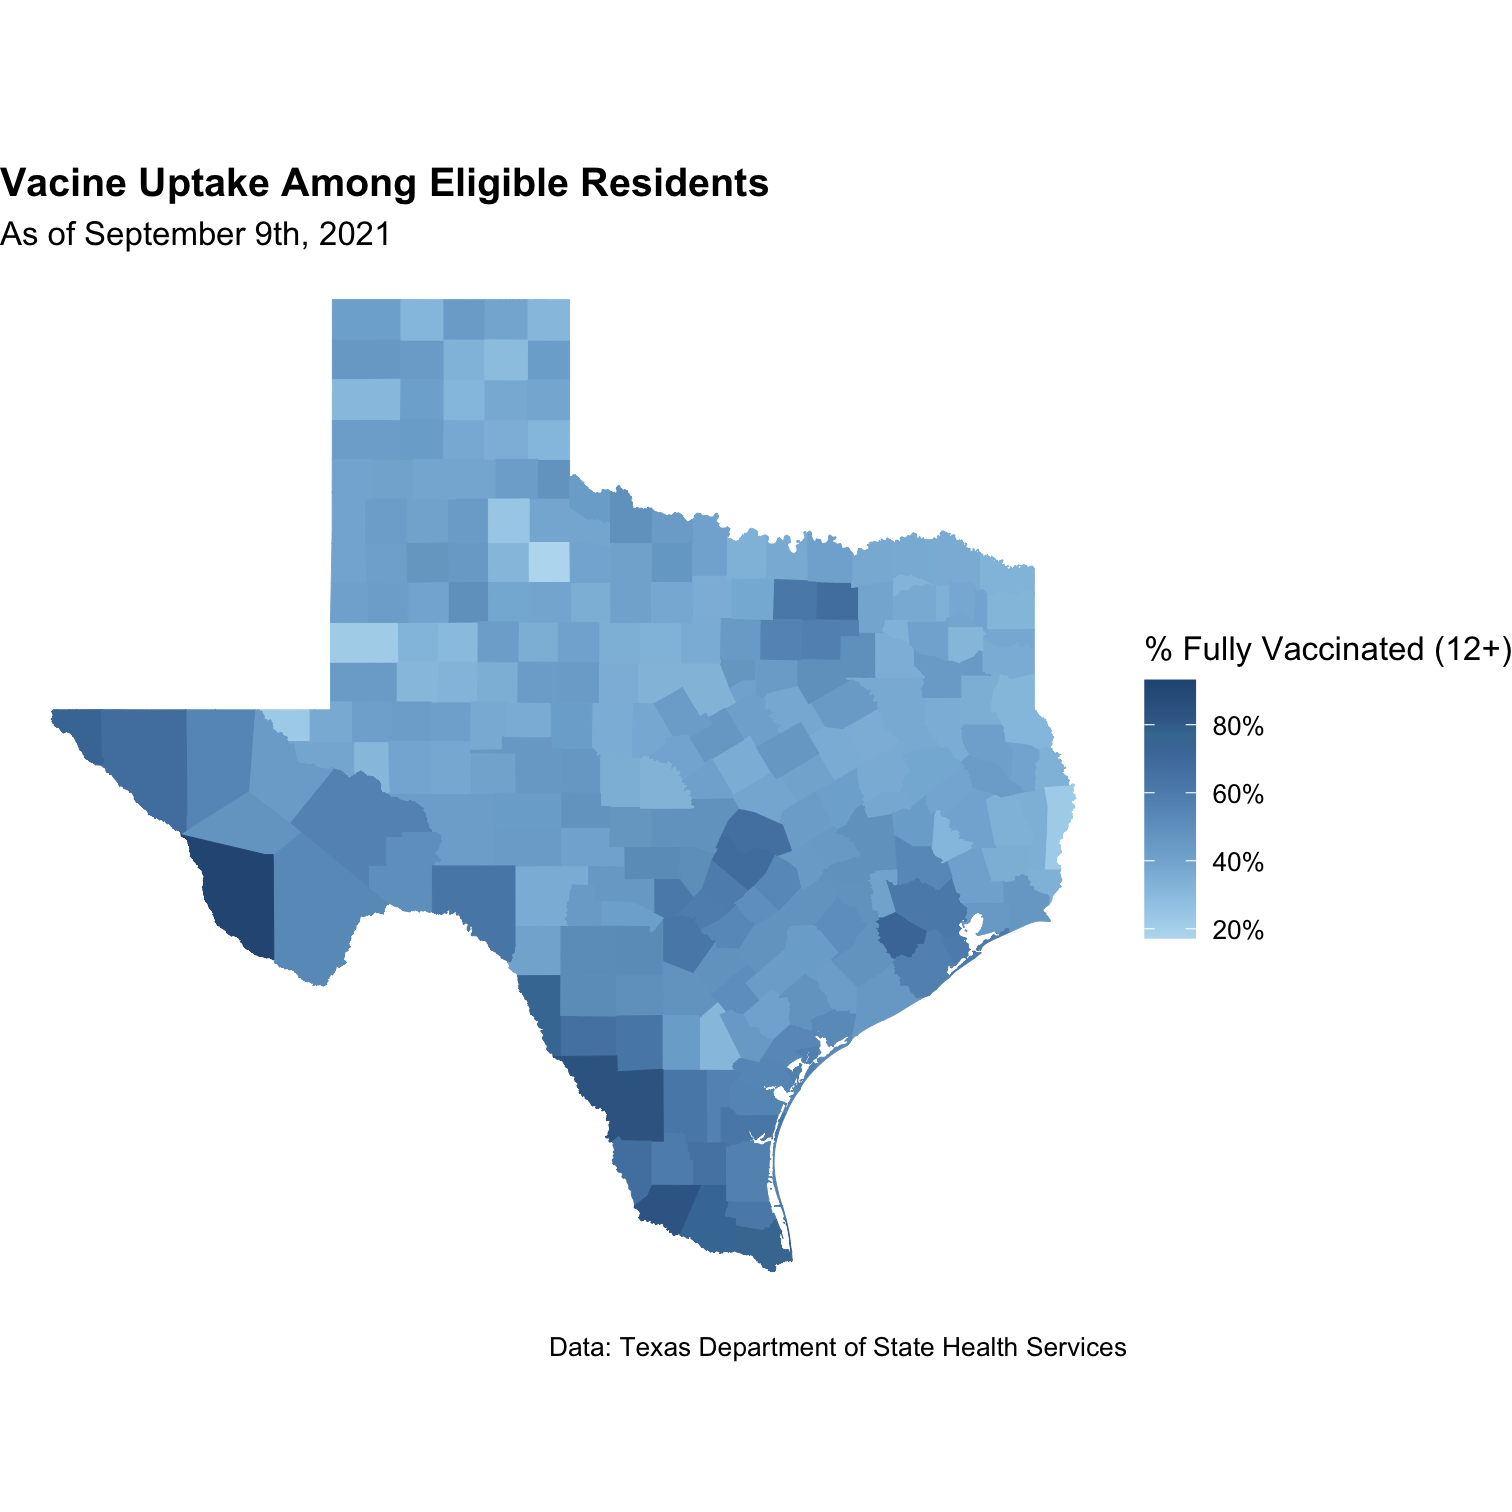 Vacine Uptake Among Eligible Residents
As of September 9th, 2021
% Fully Vaccinated (12+)
80%
60%
40%
20%
Data: Texas Department of State Health Services